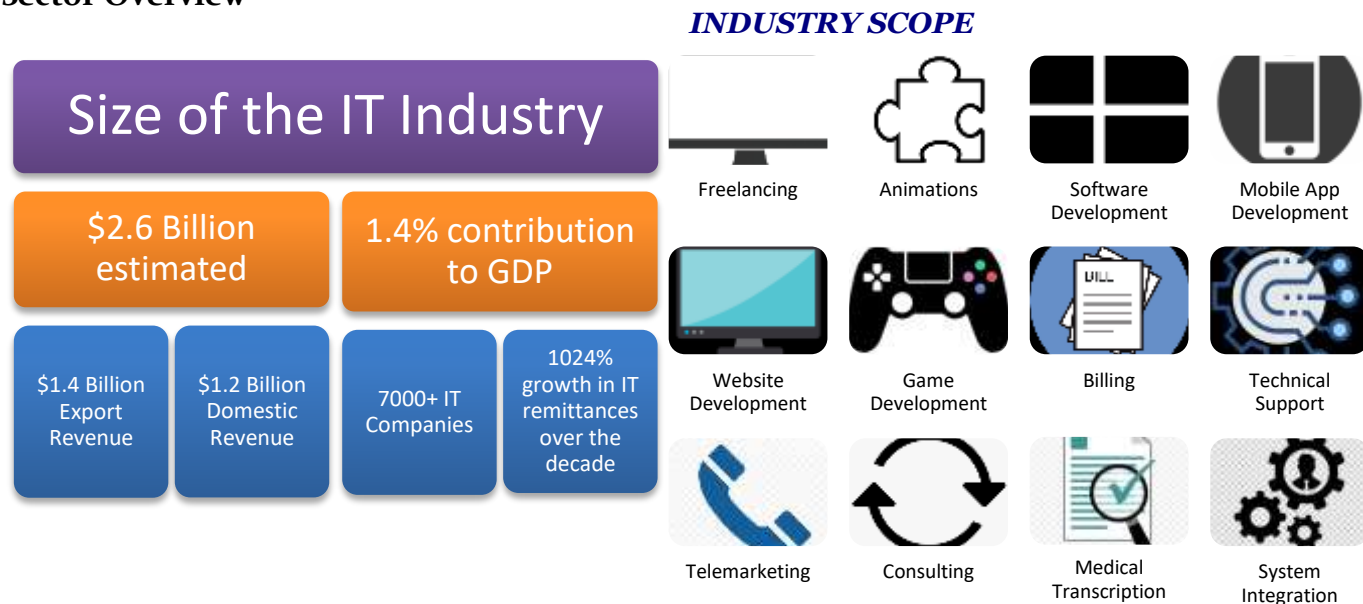 Sector Overview
INDUSTRY SCOPE
Size of the IT Industry
$2.6 Billion
estimated
1.4% contribution
to GDP
$1.4 Billion
Export
Revenue
$1.2 Billion
Domestic
Revenue
7000+ IT
Companies
1024%
growth in IT
remittances
over the
decade
Freelancing
Animations
Software
Development
Mobile App
Development
Website
Development
Game
Development
BILL
Billing
Technical
Support
Telemarketing
Consulting
Medical
Transcription
System
Integration